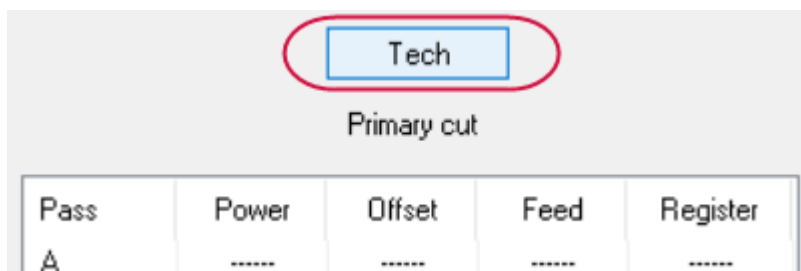 Tech
Primary cut
Pass Power Offset Feed Register
A ------ ------ ------ ------